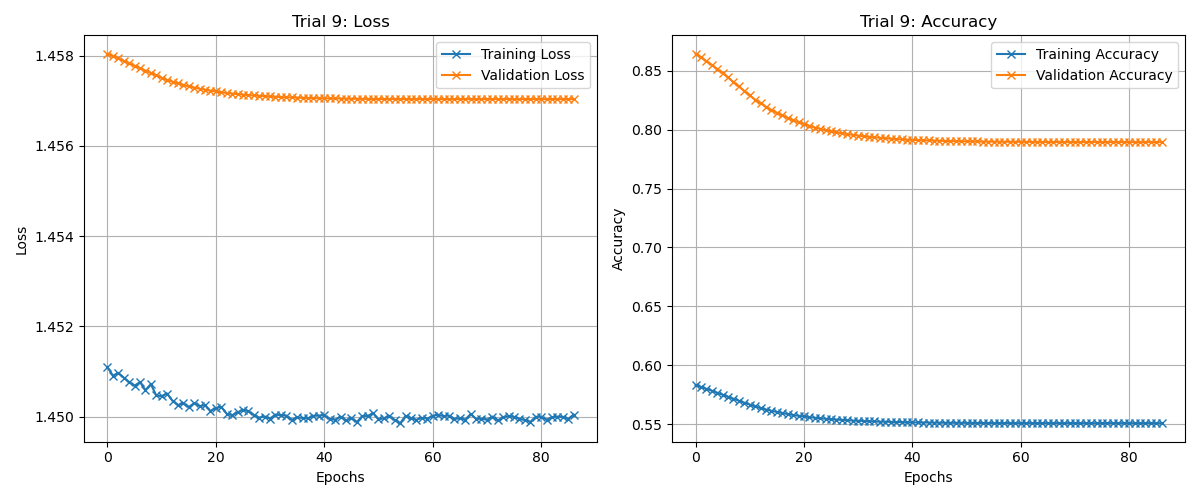 Trial 9: Loss
Training Loss
Validation Loss
1.458
1.456
1.454
1.452
1.450
Loss
0
20
40
60
80
Epochs
Trial 9: Accuracy
Training Accuracy
Validation Accuracy
0.85
0.80
0.75
0.70
0.65
0.60
0.55
Accuracy
0
20
40
60
80
Epochs